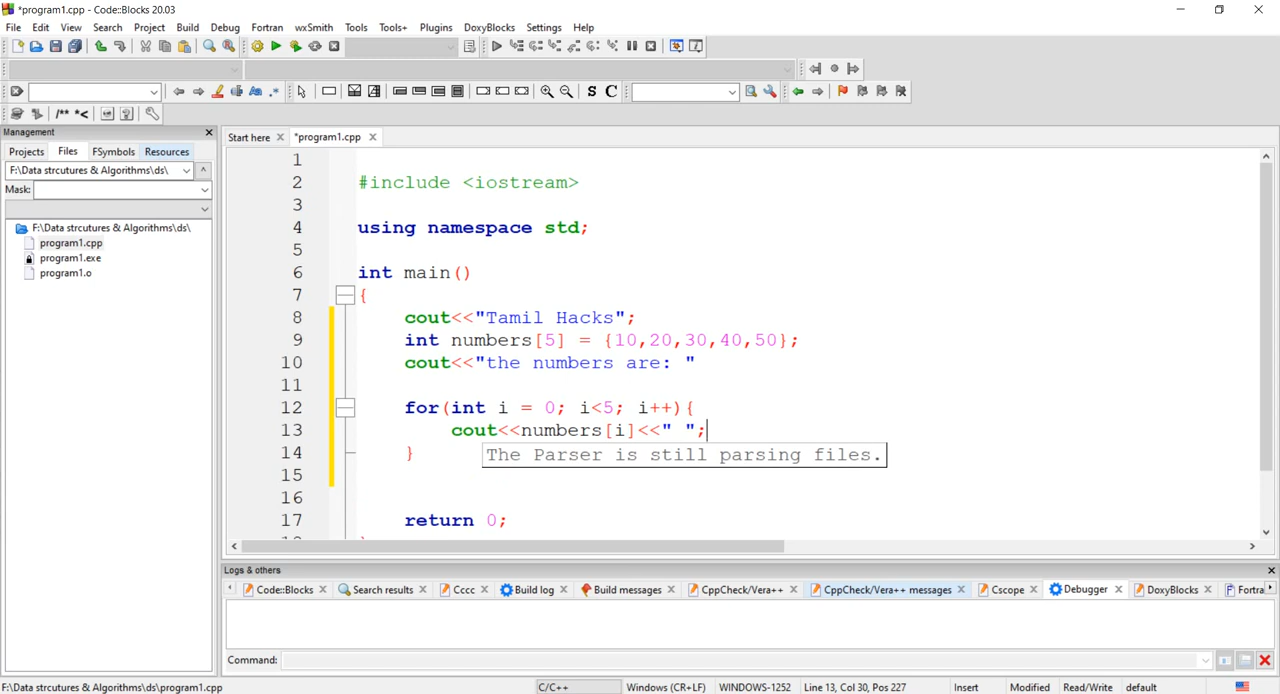 *program1.cpp - Code::Blocks 20.03
File Edit View Search Project Build Debug Fortran wxSmith Tools Tools+ Plugins DoxyBlocks Settings Help
S C
/** *<
Management
Projects Files FSymbols Resources
F:\Data strcutures & Algorithms\ds\
^
Mask:
F:\Data strcutures & Algorithms\ds\
program1.cpp
program1.exe
program1.o
Start here *program1.cpp
1
2 #include <iostream>
3
4 using namespace std;
5
6 int main()
7 {
8 cout<<"Tamil Hacks";
9 int numbers[5] = {10,20,30,40,50};
10 cout<<"the numbers are: "
11
12 for(int i = 0; i<5; i++){
13 cout<<numbers[i]<<" ";
14 }
The Parser is still parsing files.
15
16
17 return 0;
Logs & others
Code::Blocks Search results Cccc Build log Build messages CppCheck/Vera++ CppCheck/Vera++ messages Cscope Debugger DoxyBlocks Fortra
Command:
F:\Data strcutures & Algorithms\ds\program1.cpp C/C++ Windows (CR+LF) WINDOWS-1252 Line 13, Col 30, Pos 227 Insert Modified Read/Write default